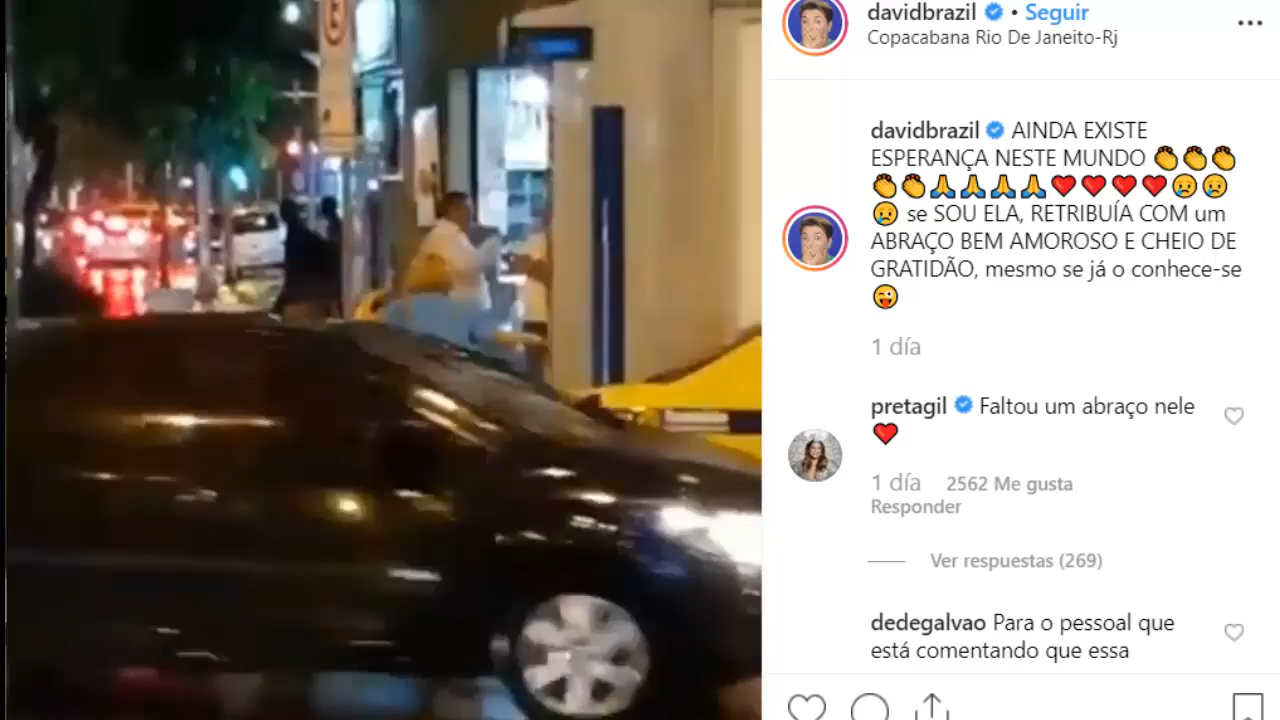 davidbrazil • Seguir
Copacabana Rio De Janeito-Rj
davidbrazil AINDA EXISTE
ESPERANÇA NESTE MUNDO 👏👏👏
👏👏🙏🙏🙏🙏❤️❤️❤️❤️😢😢
😢 se SOU ELA, RETRIBUÍA COM um
ABRAÇO BEM AMOROSO E CHEIO DE
GRATIDÃO, mesmo se já o conhece-se
😜
1 día
pretagil Faltou um abraço nele
❤️
1 día 2562 Me gusta
Responder
Ver respuestas (269)
dedegalvao Para o pessoal que
está comentando que essa